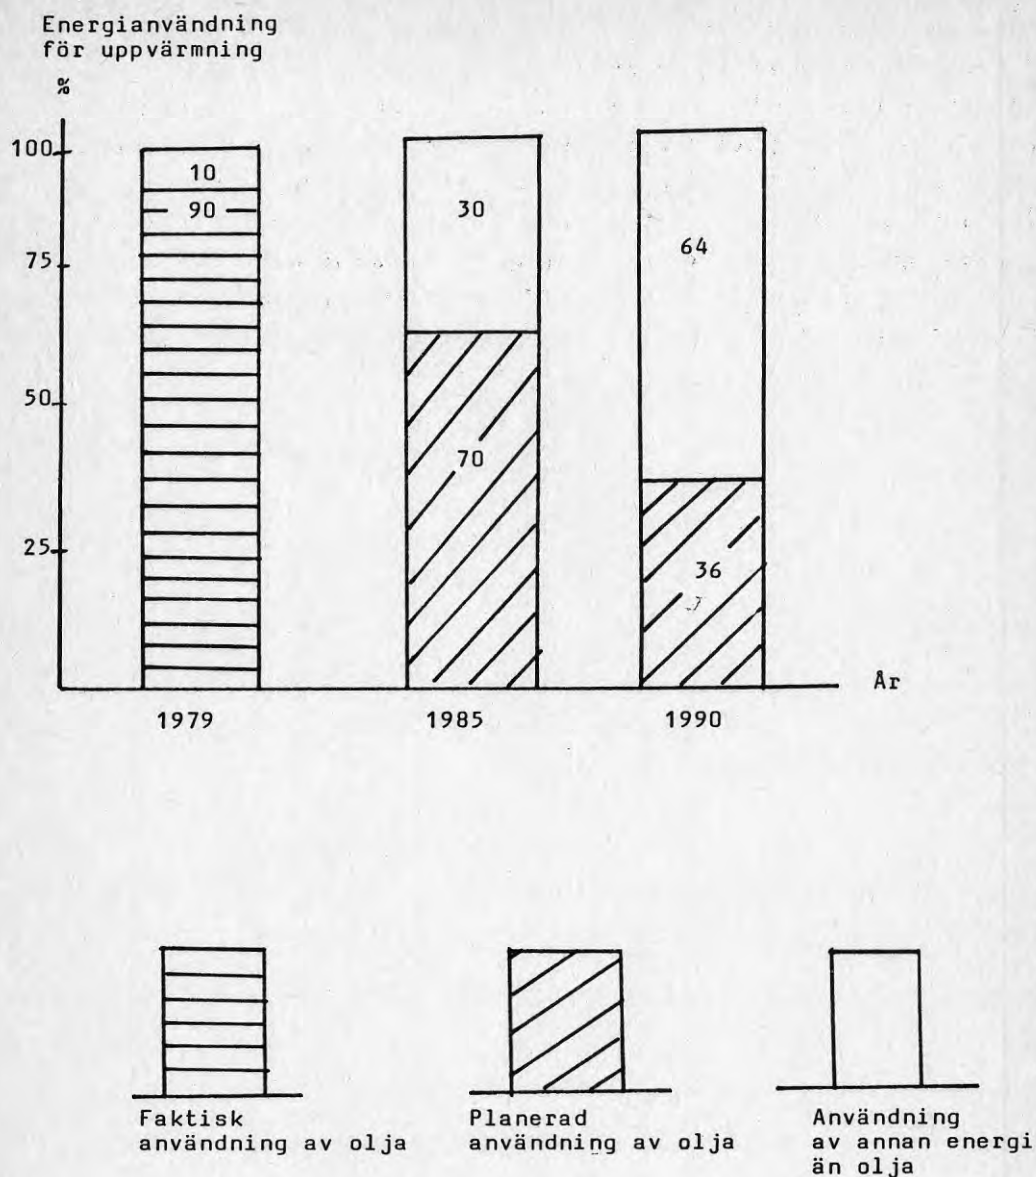 Energianvändning
för uppvärmning
%
100
75
50
25
10
90
30
70
64
36
År
1979
1985
1990
Faktisk
användning av olja
Planerad
användning av olja
Användning
av annan energi
än olja